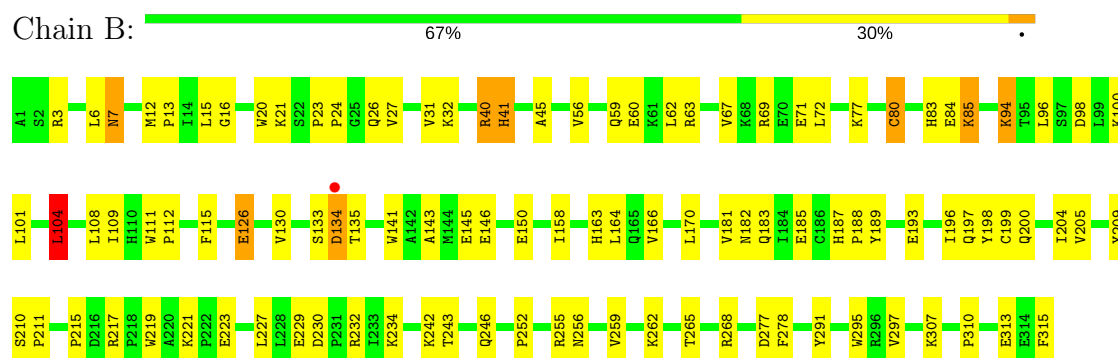 Chain B: 67% 30% •
A1 S2 R3 L6 N7 M12 P13 I14 L15 G16 W20 K21 S22 P23 P24 G25 Q26 V27 V31 K32 R40 H41 A45 V56 Q59 E60 K61 L62 R63 V67 K68 R69 E70 E71 L72 K77 C80 H83 E84 K85 K94 T95 L96 S97 D98 L99 K100
L101 L104 L108 I109 H110 W111 P112 F115 E126 V130 S133 D134 T135 W141 A142 A143 M144 E145 E146 E150 I158 H163 L164 Q165 V166 L170 V181 N182 Q183 I184 E185 C186 H187 P188 Y189 E193 I196 Q197 Y198 C199 Q200 I204 V205 Y209
S210 P211 P215 D216 R217 P218 W219 A220 K221 P222 E223 L227 L228 E229 D230 P231 R232 I233 K234 K242 T243 Q246 P252 R255 N256 V259 K262 T265 R268 D277 F278 Y291 W295 R296 V297 K307 P310 E313 E314 F315